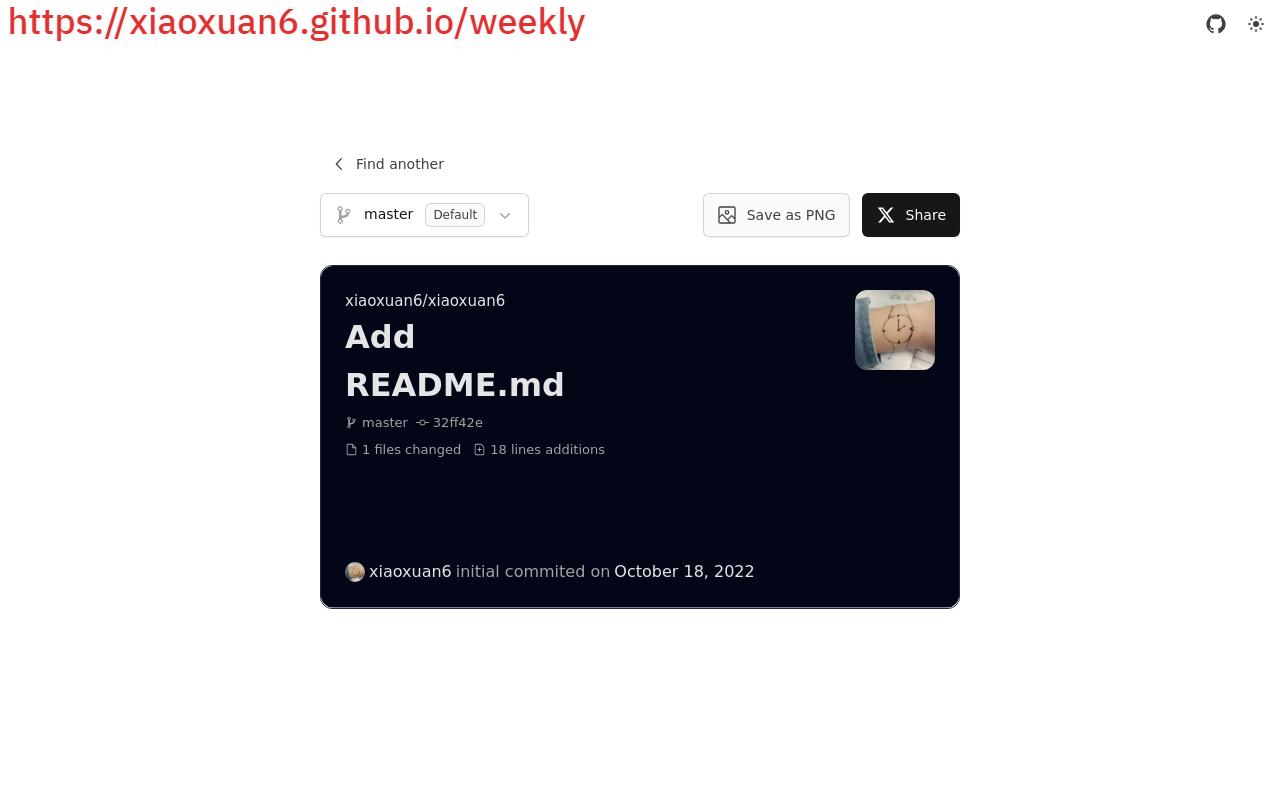 https://xiaoxuan6.github.io/weekly
Find another
master Default
Save as PNG
Share
xiaoxuan6/xiaoxuan6
Add
README.md
master 32ff42e
1 files changed 18 lines additions
xiaoxuan6 initial commited on October 18, 2022